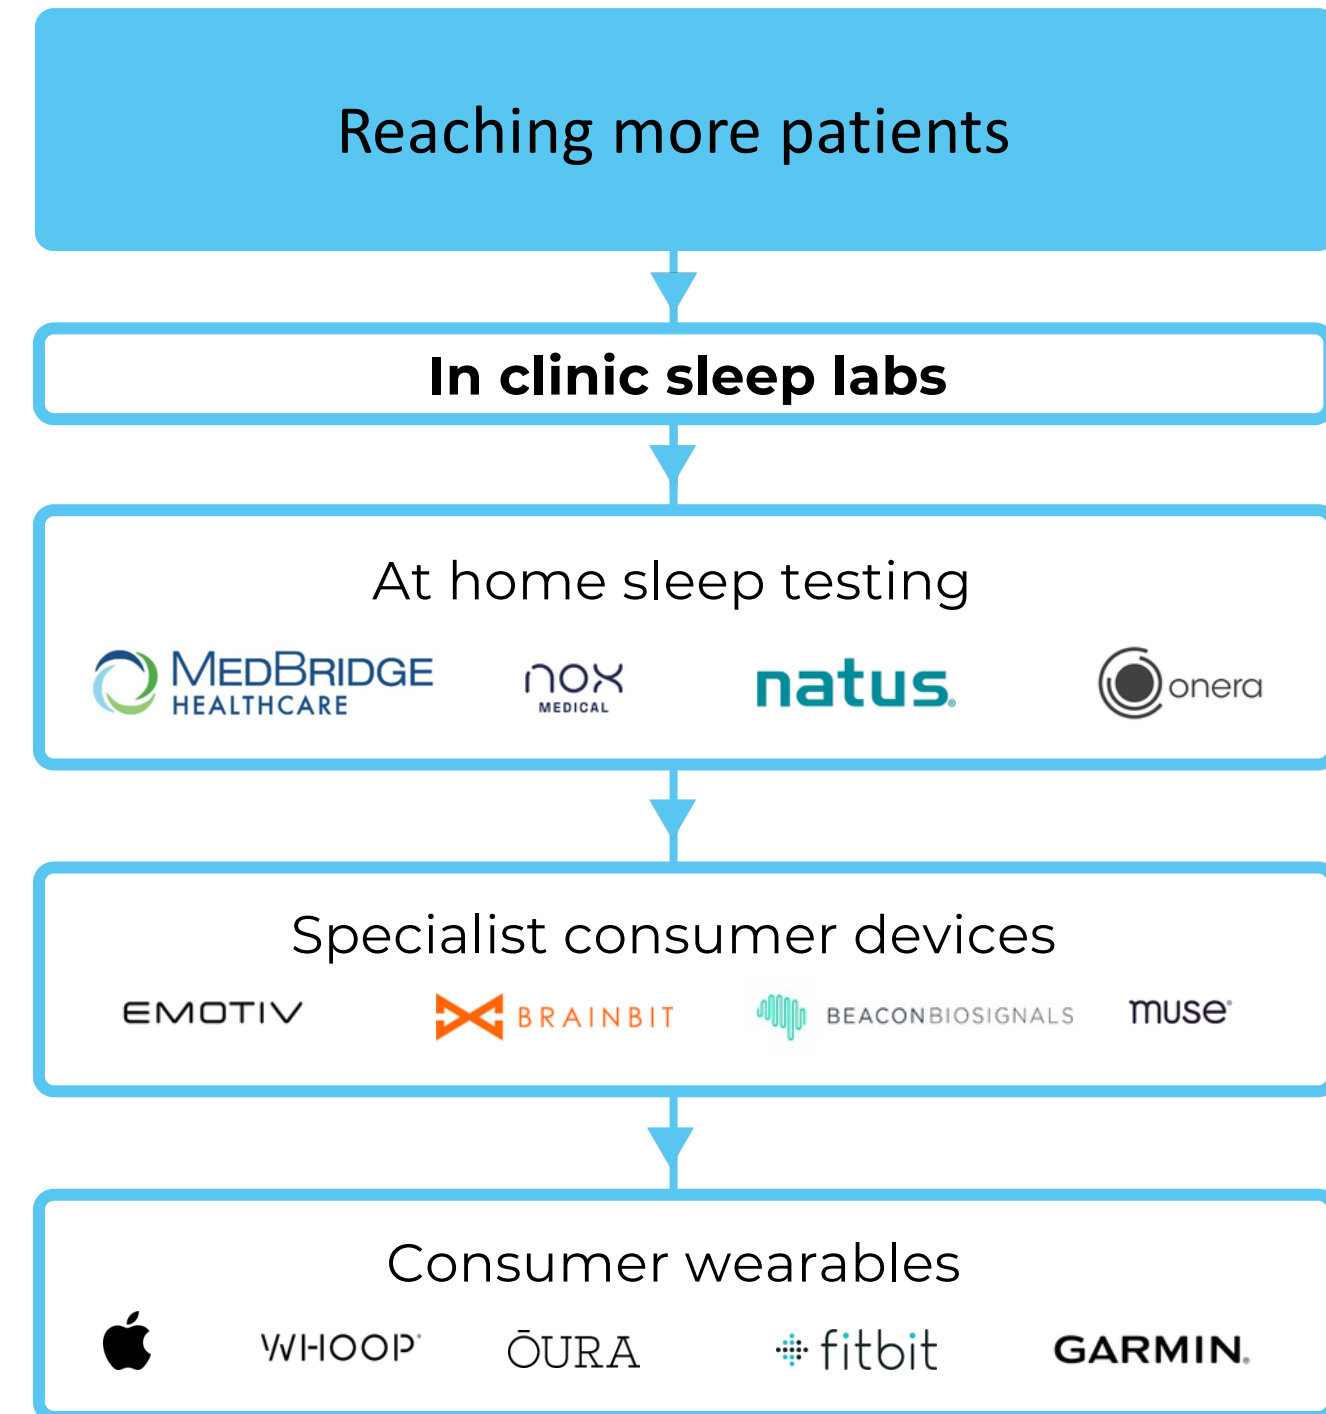 Reaching more patients
In clinic sleep labs
At home sleep testing
MEDBRIDGE
HEALTHCARE
nox
MEDICAL
natus®
onera
Specialist consumer devices
EMOTIV
BRAINBIT
BEACONBIOSIGNALS
muse®
Consumer wearables
WHOOP
ŌURA
fitbit
GARMIN®